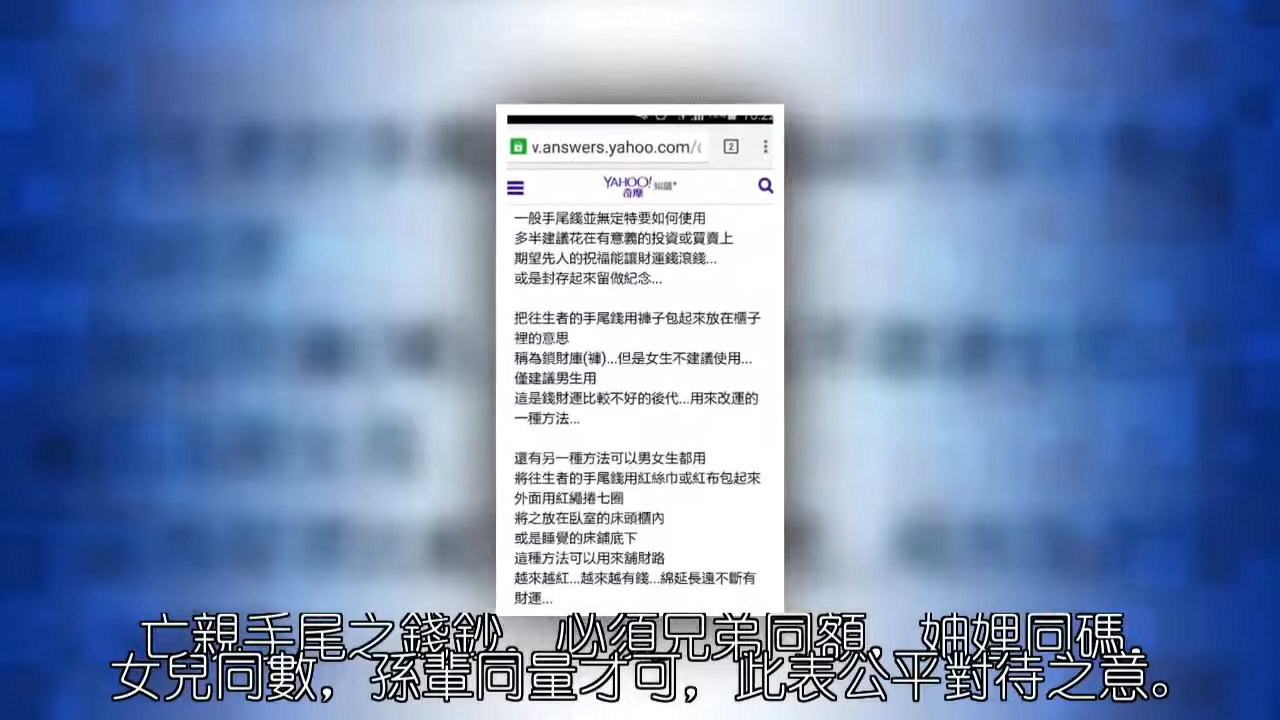 v.answers.yahoo.com/
2
YAHOO!
奇摩
知識+
一般手尾錢並無定特要如何使用
多半建議花在有意義的投資或買賣上
期望先人的祝福能讓財運錢滾錢...
或是封存起來留做紀念...
把往生者的手尾錢用褲子包起來放在櫃子
裡的意思
稱為鎖財庫(褲)...但是女生不建議使用...
僅建議男生用
這是錢財運比較不好的後代...用來改運的
一種方法...
還有另一種方法可以男女生都用
將往生者的手尾錢用紅絲巾或紅布包起來
外面用紅繩捲七圈
將之放在臥室的床頭櫃內
或是睡覺的床鋪底下
這種方法可以用來舖財路
越來越紅...越來越有錢...綿延長遠不斷有
財運...
亡親手尾之錢鈔，必須兄弟同額，妯娌同碼，
女兒同數，孫輩同量才可，此表公平對待之意。